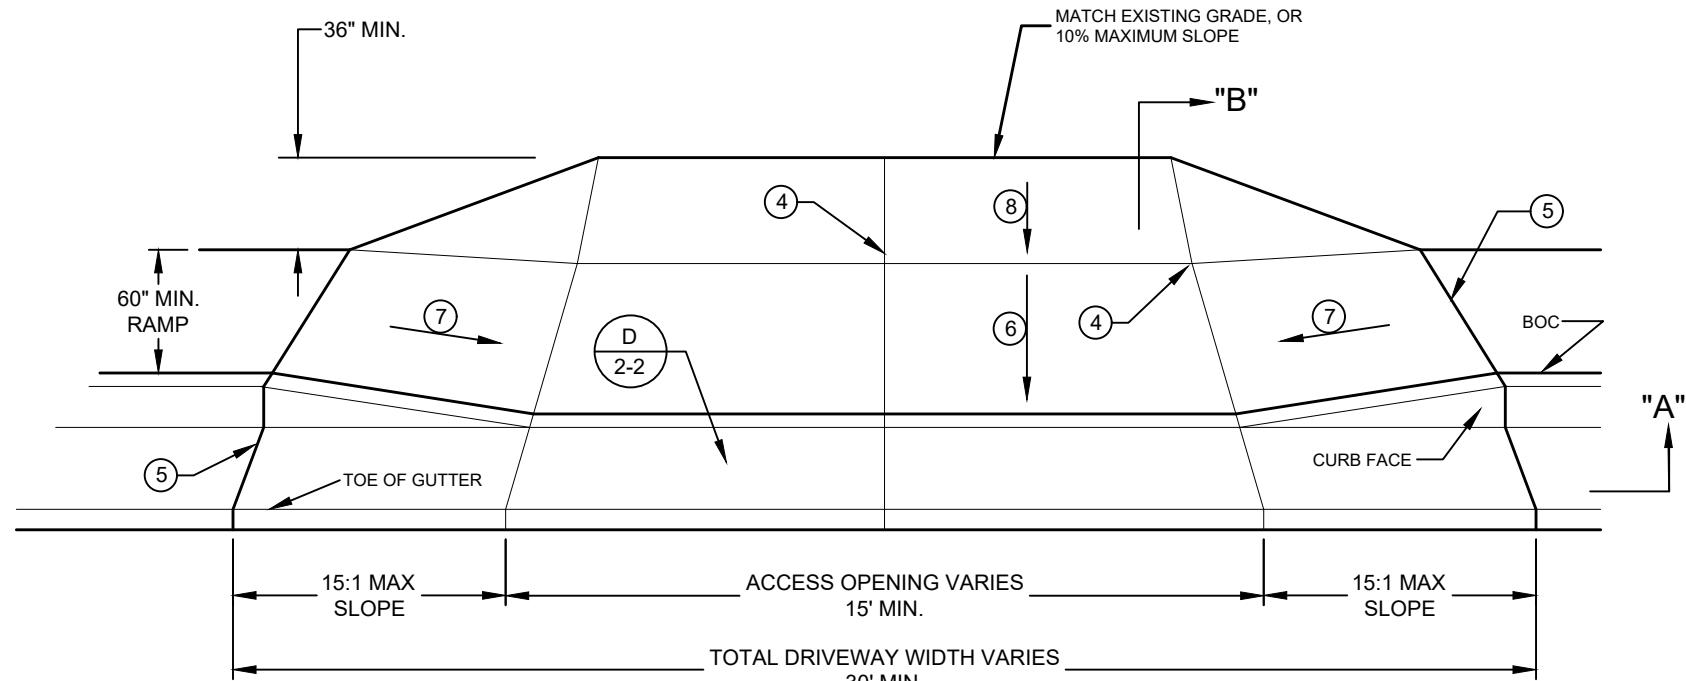 36" MIN.
MATCH EXISTING GRADE, OR
10% MAXIMUM SLOPE
"B"
4
8
5
60" MIN.
RAMP
7
D
2-2
6
4
7
BOC
"A"
5
TOE OF GUTTER
CURB FACE
15:1 MAX
SLOPE
ACCESS OPENING VARIES
15' MIN.
15:1 MAX
SLOPE
TOTAL DRIVEWAY WIDTH VARIES
30' MIN